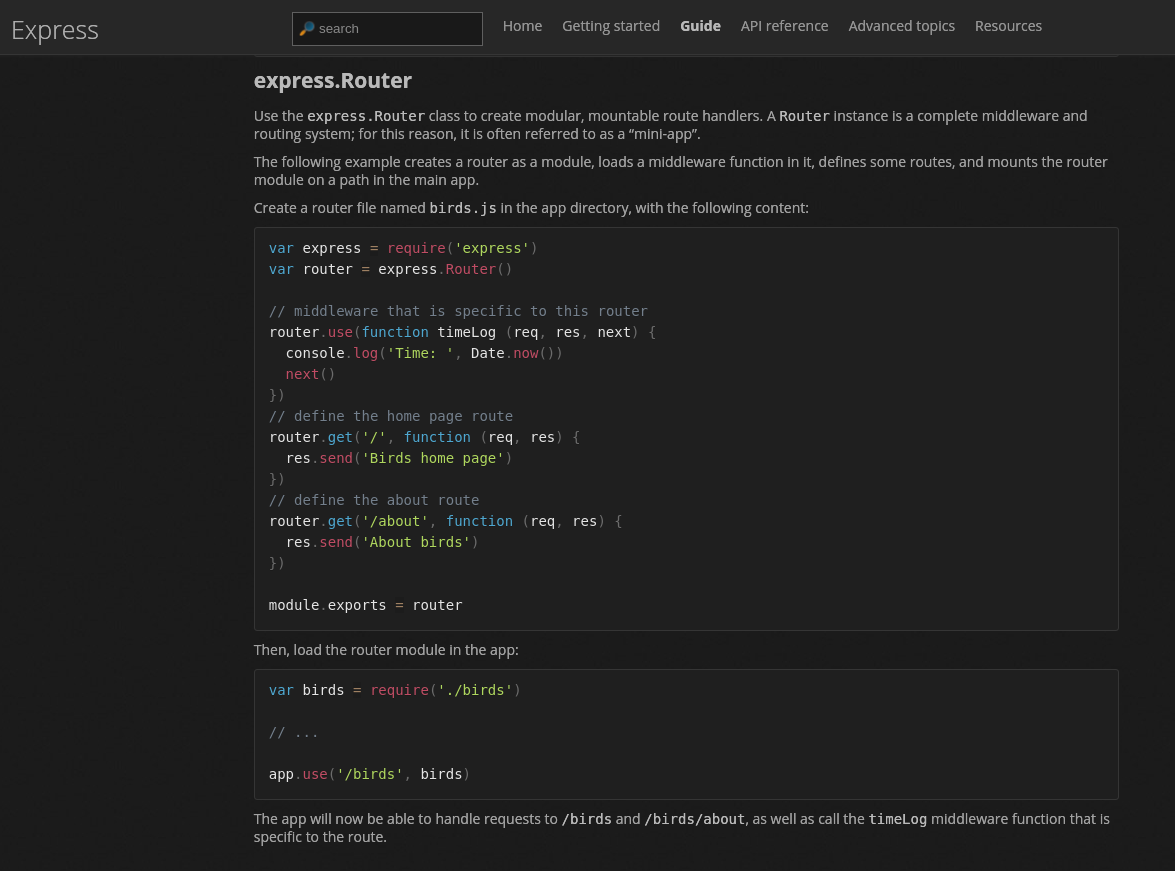 Express
search
Home Getting started Guide API reference Advanced topics Resources
express.Router
Use the express.Router class to create modular, mountable route handlers. A Router instance is a complete middleware and
routing system; for this reason, it is often referred to as a “mini-app”.
The following example creates a router as a module, loads a middleware function in it, defines some routes, and mounts the router
module on a path in the main app.
Create a router file named birds.js in the app directory, with the following content:
var express = require('express')
var router = express.Router()
// middleware that is specific to this router
router.use(function timeLog (req, res, next) {
  console.log('Time: ', Date.now())
  next()
})
// define the home page route
router.get('/', function (req, res) {
  res.send('Birds home page')
})
// define the about route
router.get('/about', function (req, res) {
  res.send('About birds')
})
module.exports = router
Then, load the router module in the app:
var birds = require('./birds')
// ...
app.use('/birds', birds)
The app will now be able to handle requests to /birds and /birds/about, as well as call the timeLog middleware function that is
specific to the route.